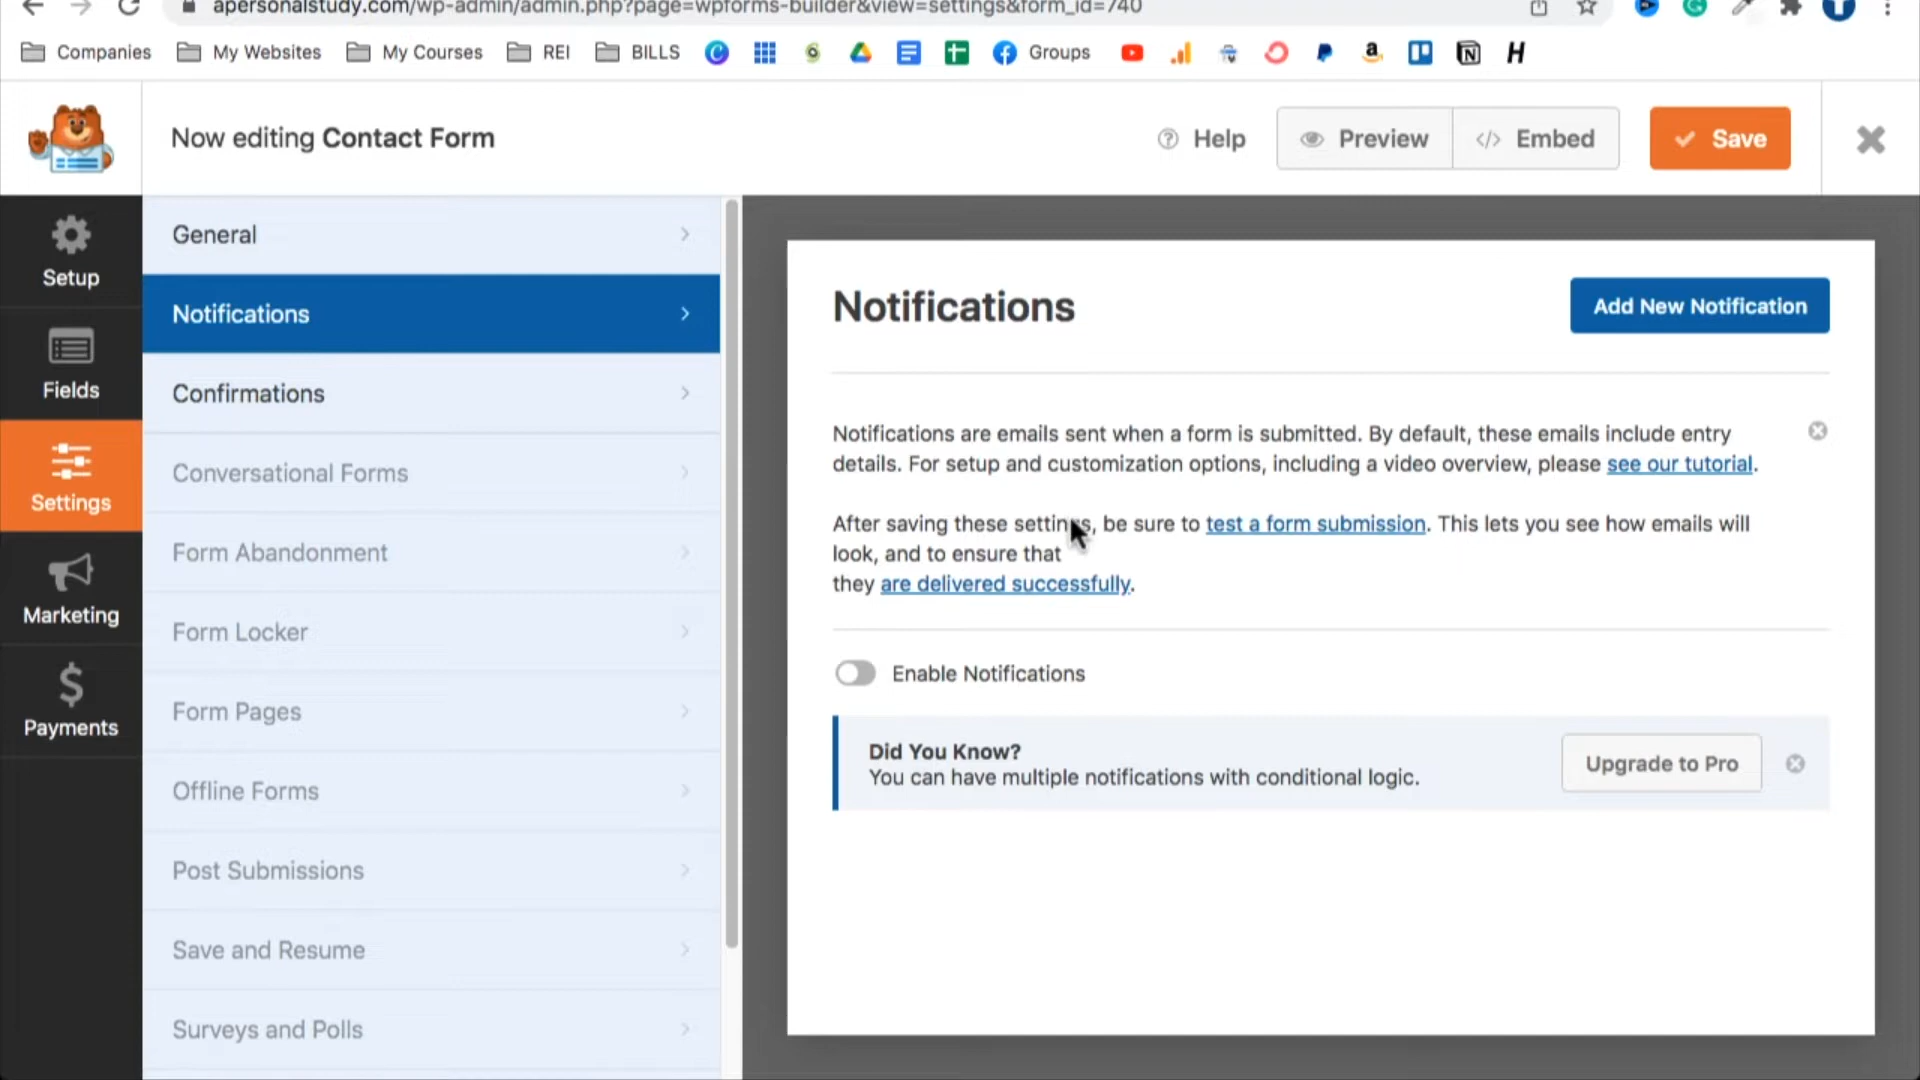 apersonalstudy.com/wp-admin/admin.php?page=wpforms-builder&view=settings&form_id=740
Companies My Websites My Courses REI BILLS Groups
Now editing Contact Form
Help
Preview
Embed
Save
Setup
Fields
Settings
Marketing
Payments
General
Notifications
Confirmations
Conversational Forms
Form Abandonment
Form Locker
Form Pages
Offline Forms
Post Submissions
Save and Resume
Surveys and Polls
Notifications
Add New Notification
Notifications are emails sent when a form is submitted. By default, these emails include entry
details. For setup and customization options, including a video overview, please see our tutorial.
After saving these settings, be sure to test a form submission. This lets you see how emails will
look, and to ensure that
they are delivered successfully.
Enable Notifications
Did You Know?
You can have multiple notifications with conditional logic.
Upgrade to Pro